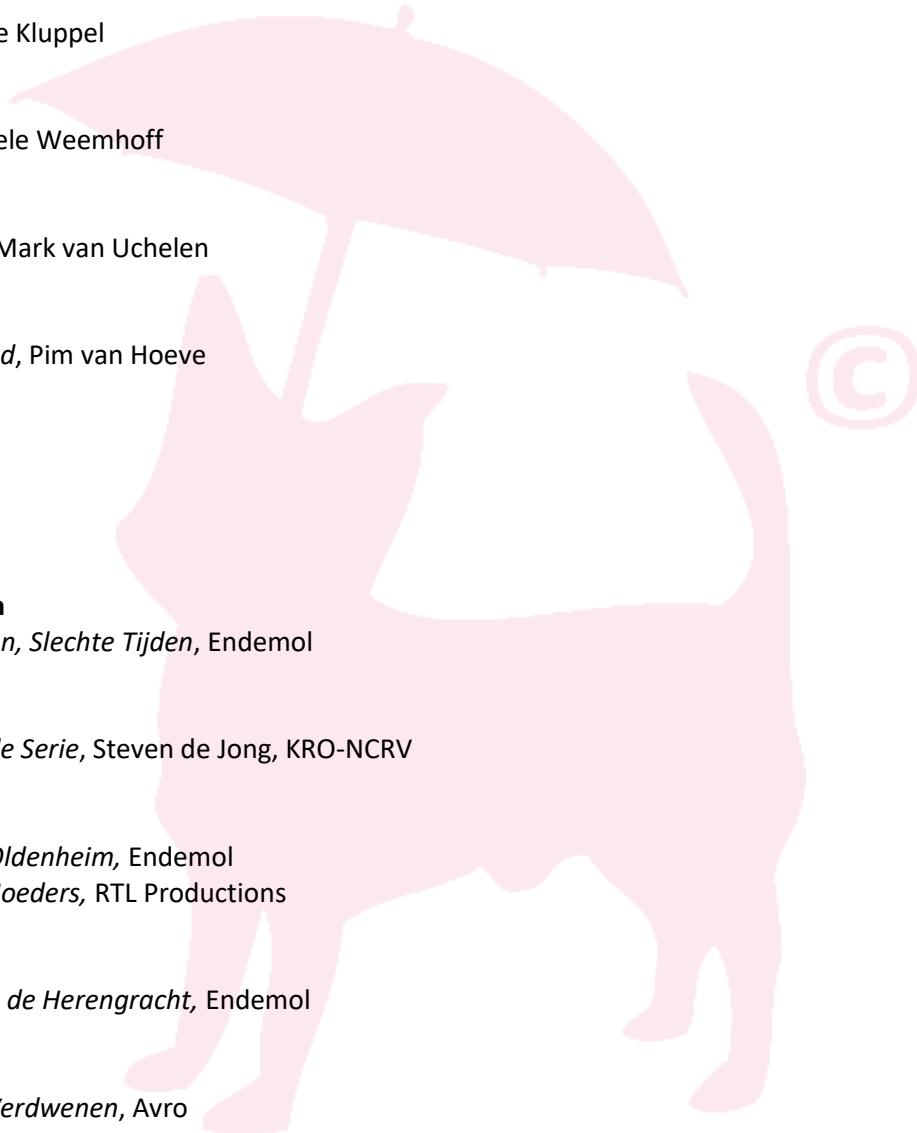 e Kluppel
ele Weemhoff
Mark van Uchelen
d, Pim van Hoeve
n
n, Slechte Tijden, Endemol
le Serie, Steven de Jong, KRO-NCRV
Oldenheim, Endemol
oeders, RTL Productions
de Herengracht, Endemol
Verdwenen, Avro
©